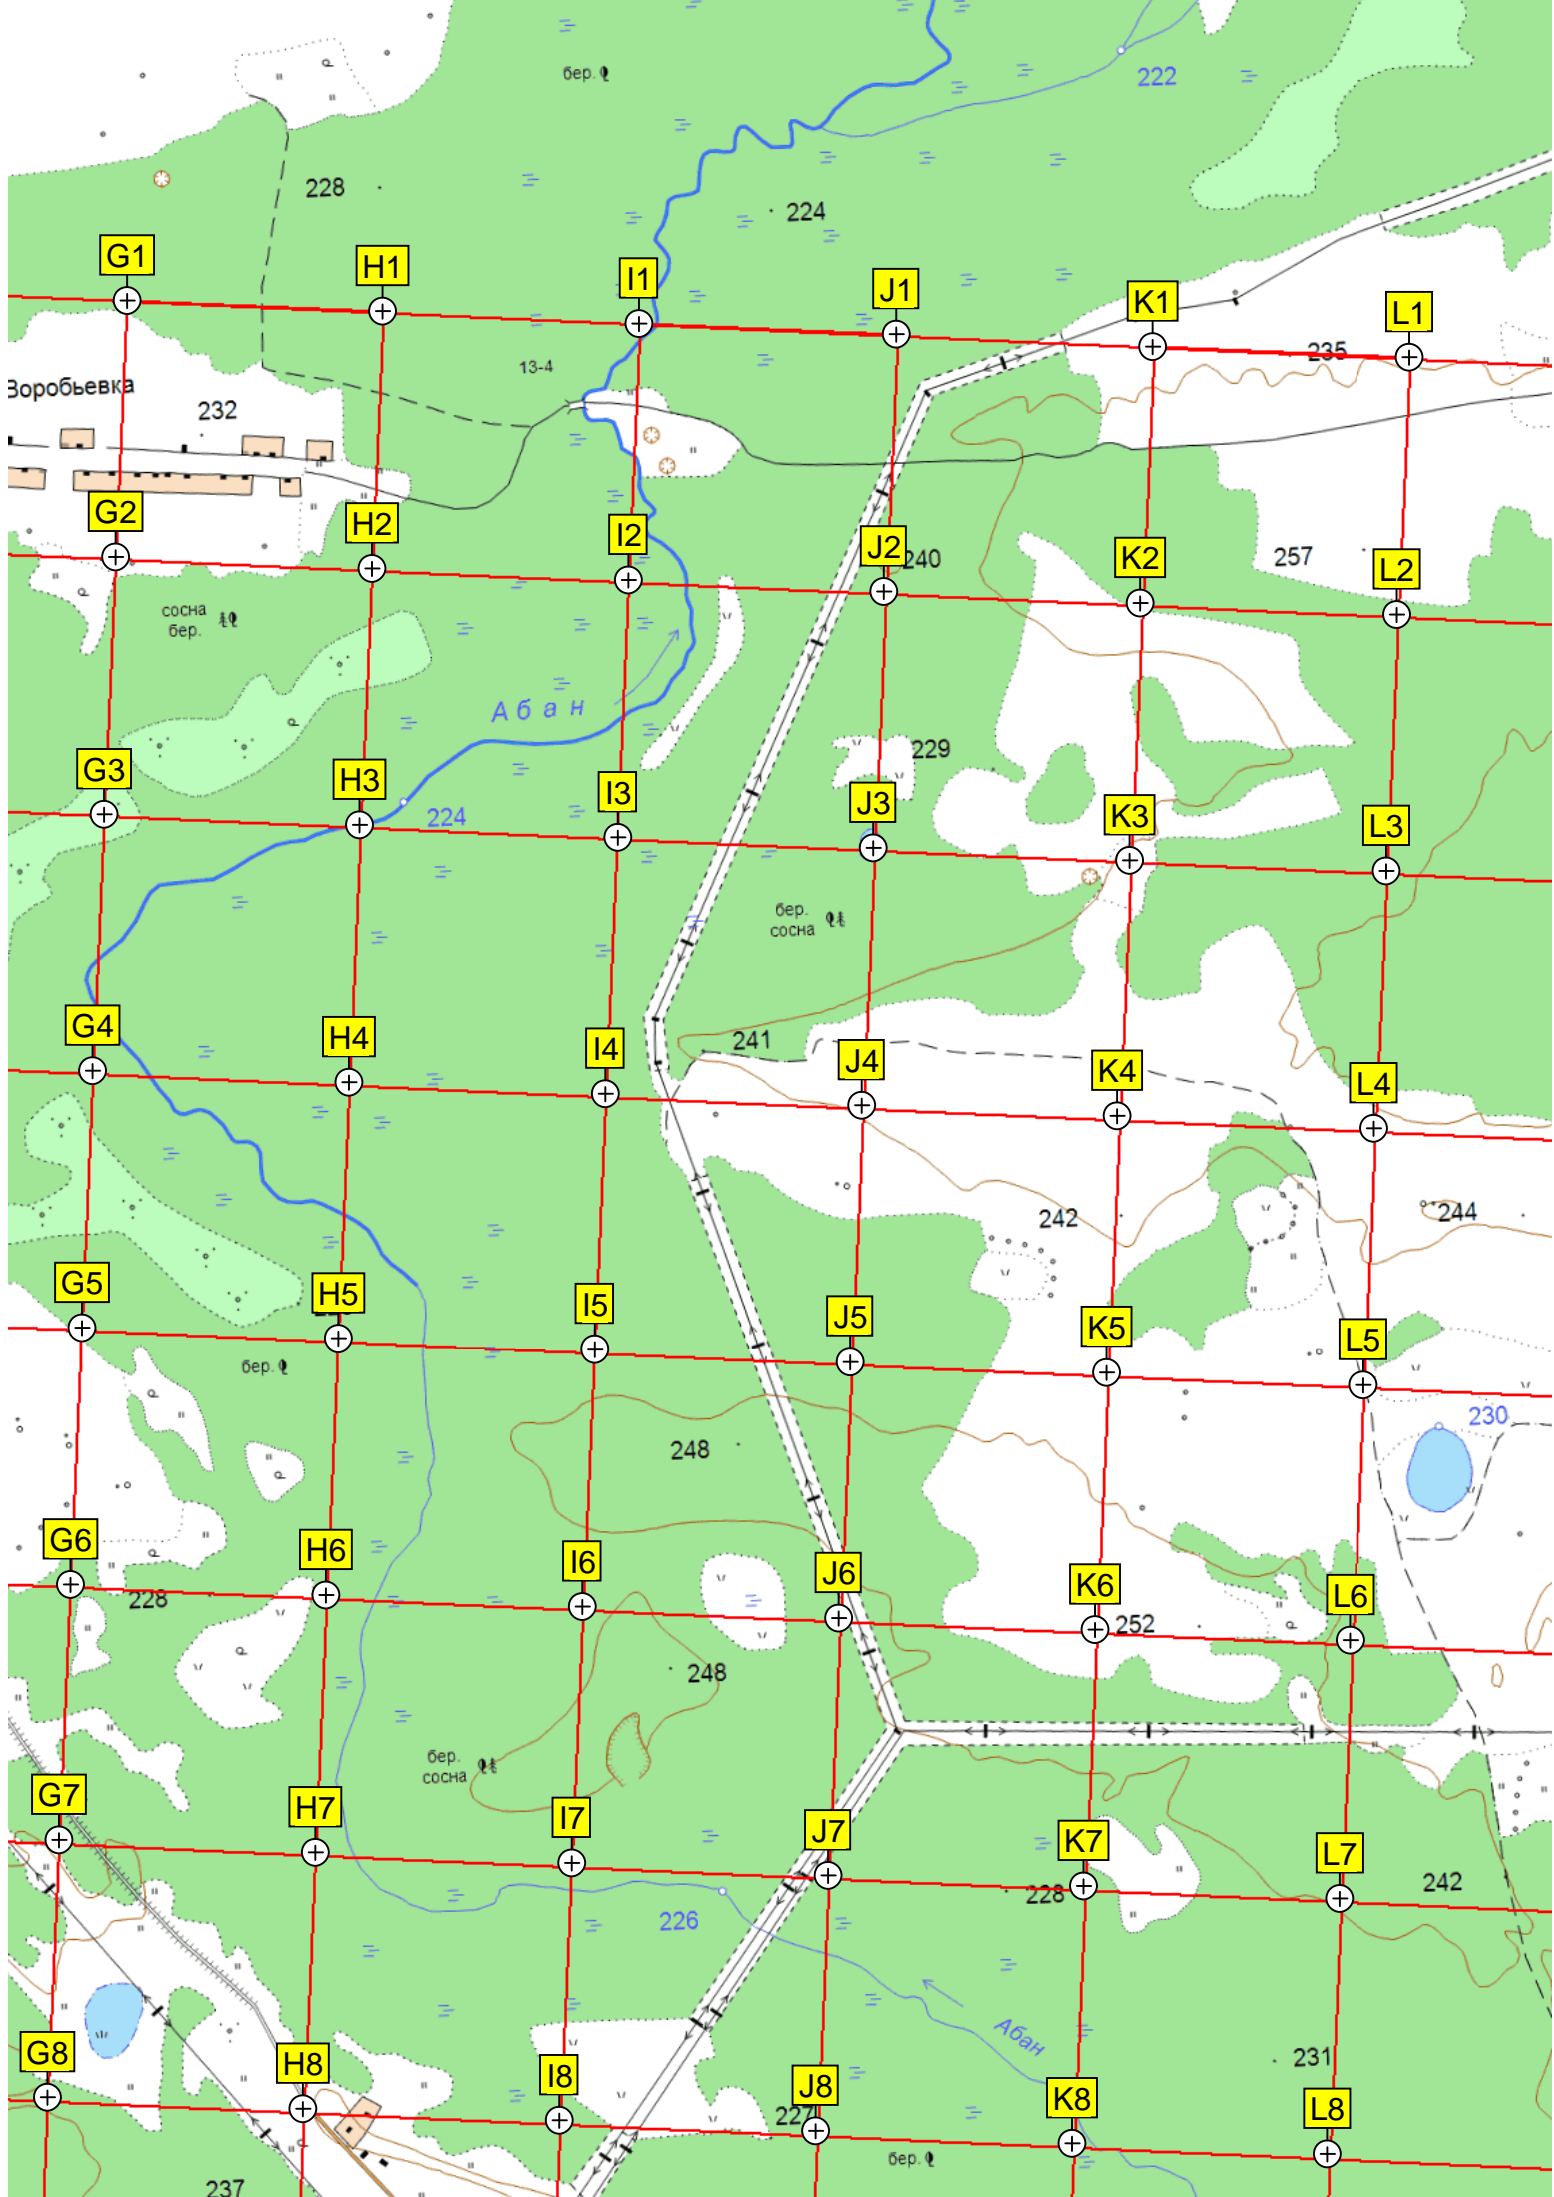 бер.
222
228
224
G1
H1
I1
J1
K1
L1
235
13-4
Воробьевка
232
G2
H2
I2
J2
240
K2
257
L2
сосна
бер.
Абан
G3
H3
224
I3
229
J3
K3
L3
бер.
сосна
G4
H4
I4
241
J4
K4
L4
242
244
G5
H5
I5
J5
K5
L5
бер.
230
248
G6
H6
I6
J6
K6
L6
228
252
248
бер.
сосна
G7
H7
I7
J7
K7
L7
228
242
226
Абан
G8
H8
I8
J8
K8
L8
231
227
бер.
237